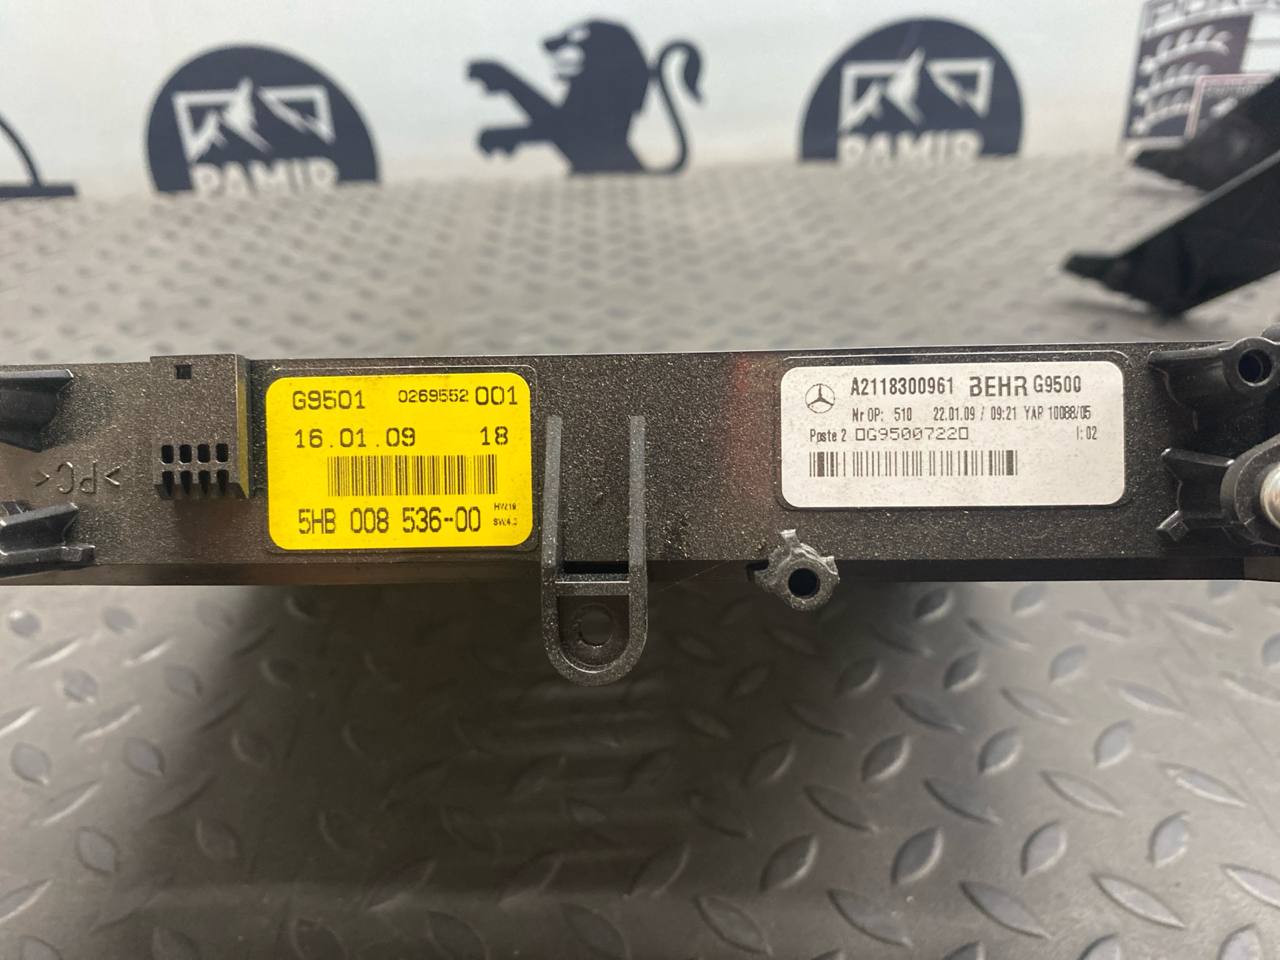 PAMIR
PAMIR
>PC<
G9501 0269552 001
16.01.09 18
5HB 008 536-00
A2118300961 BEHR G9500
Nr OP: 510 22.01.09 / 09:21 YAP 10088/05
Poste 2 □G9500722□ I:02